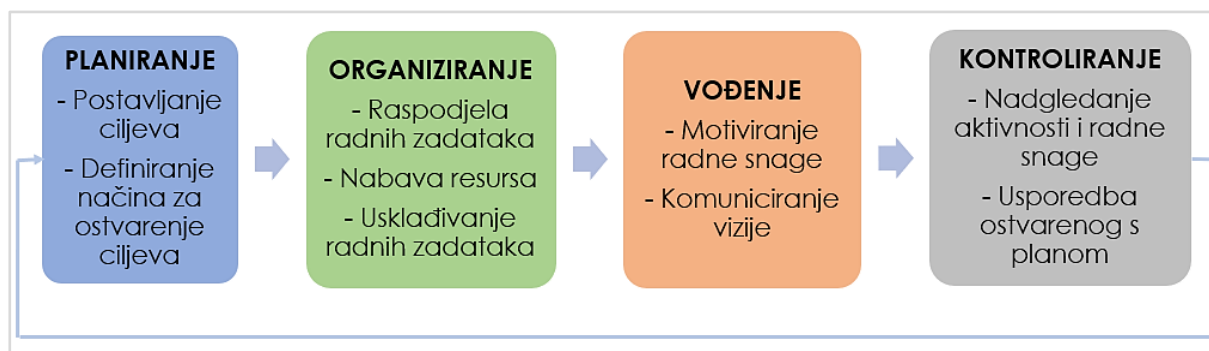 PLANIRANJE
- Postavljanje
ciljeva
- Definiranje
načina za
ostvarenje
ciljeva
ORGANIZIRANJE
- Raspodjela
radnih zadataka
- Nabava resursa
- Usklađivanje
radnih zadataka
VOĐENJE
- Motiviranje
radne snage
- Komuniciranje
vizije
KONTROLIRANJE
- Nadgledanje
aktivnosti i radne
snage
- Usporedba
ostvarenog s
planom